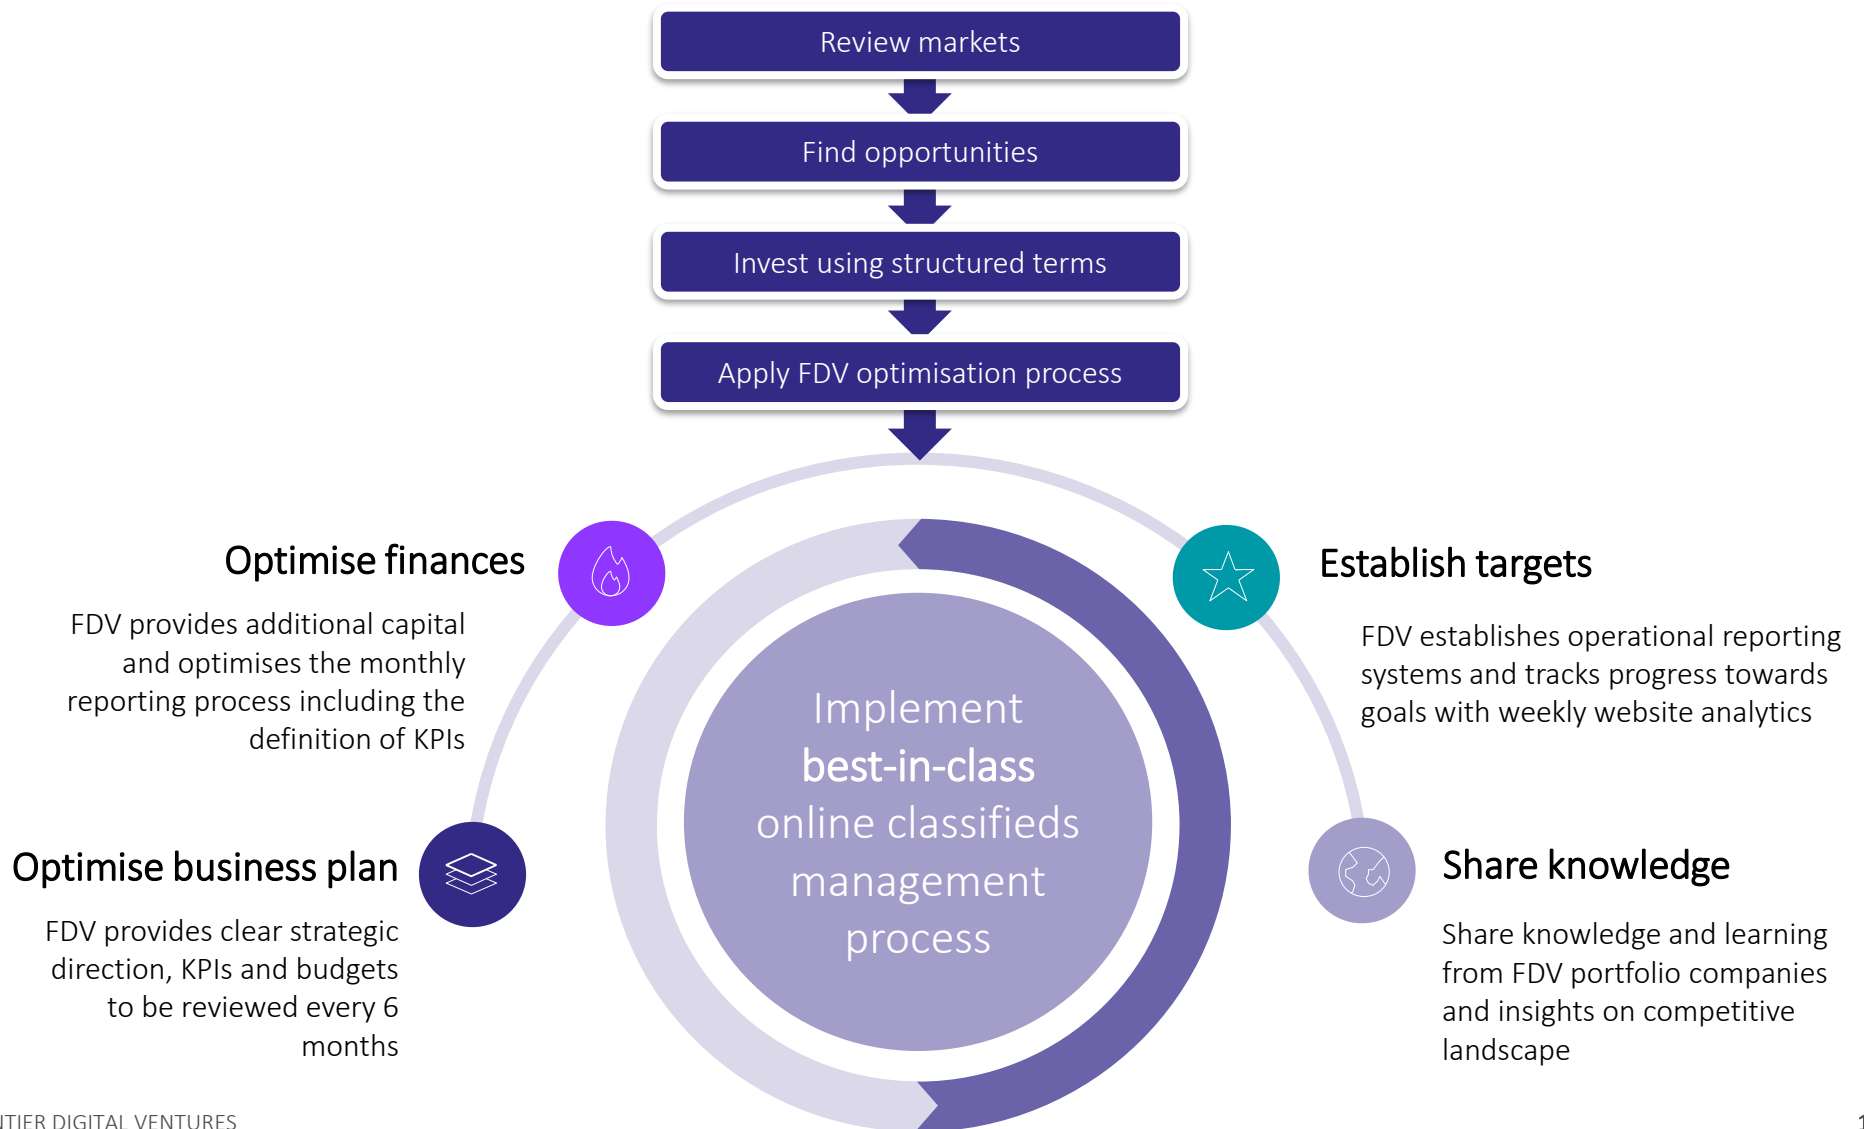 Review markets
Find opportunities
Invest using structured terms
Apply FDV optimisation process
Optimise finances
FDV provides additional capital
and optimises the monthly
reporting process including the
definition of KPIs
Establish targets
FDV establishes operational reporting
systems and tracks progress towards
goals with weekly website analytics
Implement
best-in-class
online classifieds
management
process
Optimise business plan
FDV provides clear strategic
direction, KPIs and budgets
to be reviewed every 6
months
Share knowledge
Share knowledge and learning
from FDV portfolio companies
and insights on competitive
landscape
NTIER DIGITAL VENTURES
1